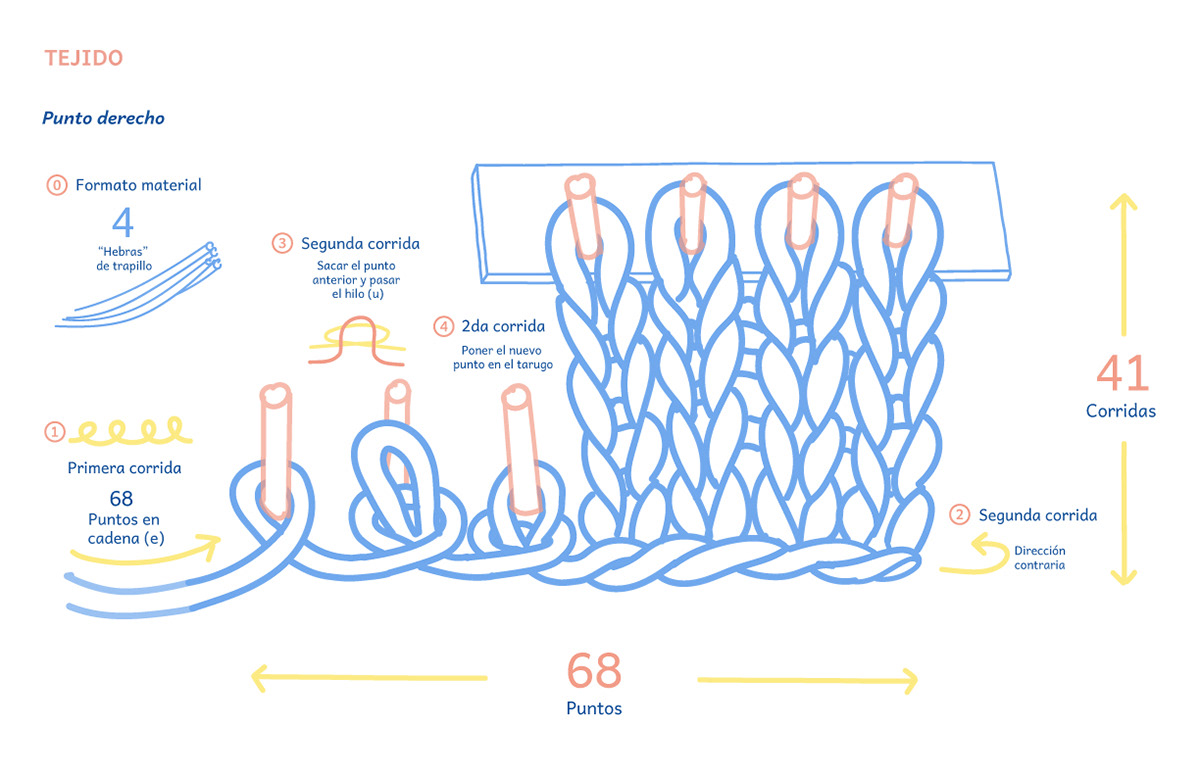 TEJIDO
Punto derecho
0 Formato material
4
“Hebras”
de trapillo
3 Segunda corrida
Sacar el punto
anterior y pasar
el hilo (u)
4 2da corrida
Poner el nuevo
punto en el tarugo
1
Primera corrida
68
Puntos en
cadena (e)
41
Corridas
2 Segunda corrida
Dirección
contraria
68
Puntos